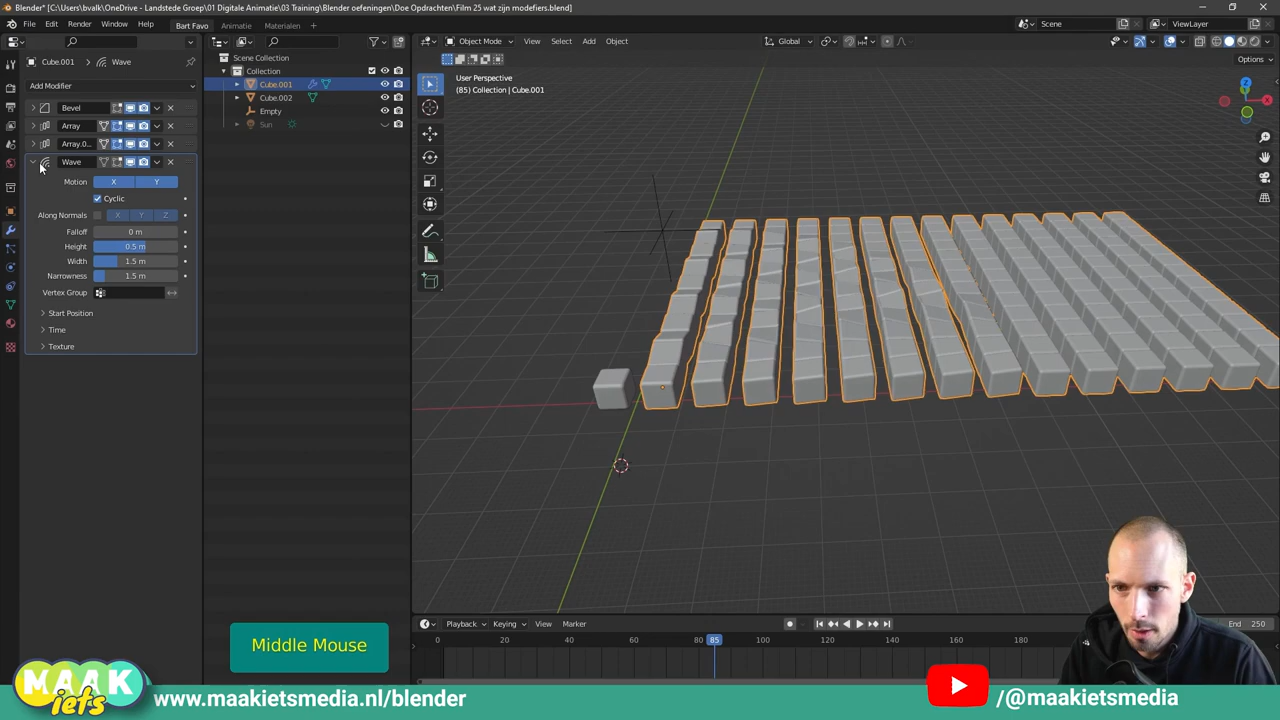 Blender* [C:\Users\bvalk\OneDrive - Landstede Groep\01 Digitale Animatie\03 Training\Blender oefeningen\Doe Opdrachten\Film 25 wat zijn modefiers.blend]
File Edit Render Window Help Bart Favo Animation Scene ViewLayer
Object Mode View Select Add Object Global
Cube.001 > Wave
Add Modifier
Bevel
Array
Array.0...
Wave
Motion X Y
Cyclic
Along Normals X Y Z
Falloff 0 m
Height 0.5 m
Width 1.5 m
Narrowness 1.5 m
Vertex Group
Start Position
Time
Texture
Scene Collection
Collection
Cube.001
Cube.002
Empty
Sun
Options
User Perspective
(85) Collection | Cube.001
X
Y
Z
Playback Keying View Marker End 250
0 20 40 60 80 85 100 120 140 160 180
Middle Mouse
MAAK
iets
www.maakietsmedia.nl/blender
/@maakietsmedia